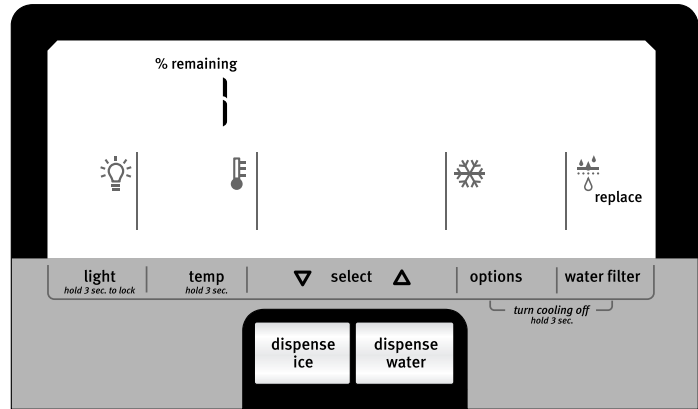 % remaining
1
replace
light
hold 3 sec. to lock
temp
hold 3 sec.
select
options
water filter
turn cooling off
hold 3 sec.
dispense
ice
dispense
water